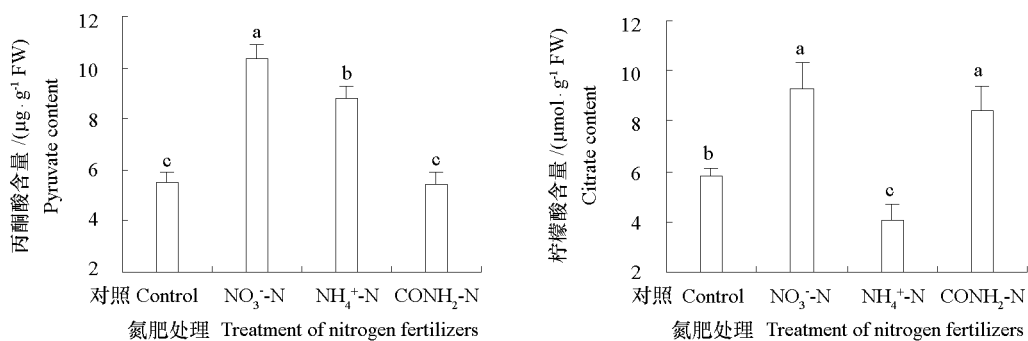 丙酮酸含量 /(μg · g⁻¹ FW)
Pyruvate content
12
10
8
6
4
2
c
a
b
c
对照 Control NO₃⁻-N NH₄⁺-N CONH₂-N
氮肥处理 Treatment of nitrogen fertilizers
柠檬酸含量 /(μmol · g⁻¹ FW)
Citrate content
12
10
8
6
4
2
b
a
c
a
对照 Control NO₃⁻-N NH₄⁺-N CONH₂-N
氮肥处理 Treatment of nitrogen fertilizers